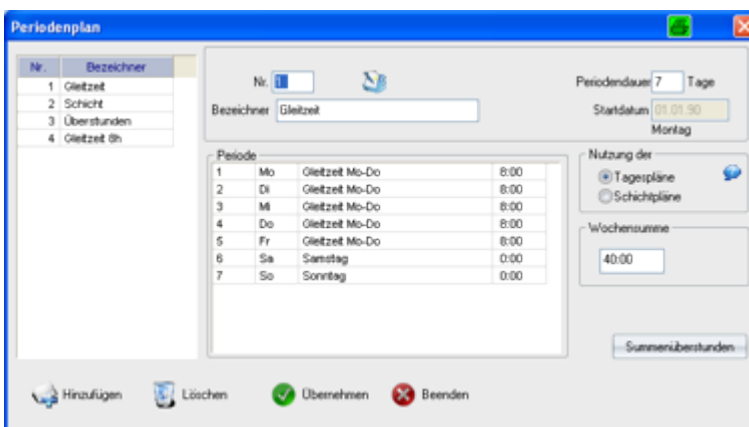 Periodenplan
Nr. Bezeichner
1 Gleitzeit
2 Schicht
3 Überstunden
4 Gleitzeit 8h
Nr. 1
Bezeichner Gleitzeit
Periodendauer 7 Tage
Startdatum 01.01.90
Montag
Periode
1 Mo Gleitzeit Mo-Do 8:00
2 Di Gleitzeit Mo-Do 8:00
3 Mi Gleitzeit Mo-Do 8:00
4 Do Gleitzeit Mo-Do 8:00
5 Fr Gleitzeit Mo-Do 8:00
6 Sa Samstag 0:00
7 So Sonntag 0:00
Nutzung der
Tagespläne
Schichtpläne
Wochensumme
40:00
Summenüberstunden
Hinzufügen Löschen Übernehmen Beenden